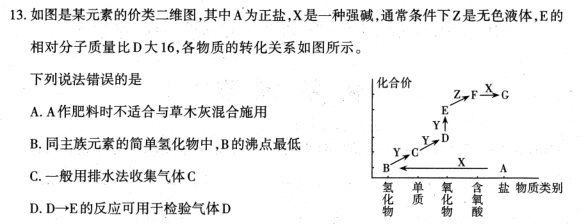 13. 如图是某元素的价类二维图,其中A为正盐,X是一种强碱,通常条件下Z是无色液体,E的
相对分子质量比D大16,各物质的转化关系如图所示。
下列说法错误的是
A. A作肥料时不适合与草木灰混合施用
B. 同主族元素的简单氢化物中,B的沸点最低
C. 一般用排水法收集气体C
D. D→E的反应可用于检验气体D
化合价
Z F X G
E
Y
Y D
Y C
B X A
氢化物 单质 氧化物 含氧酸 盐 物质类别